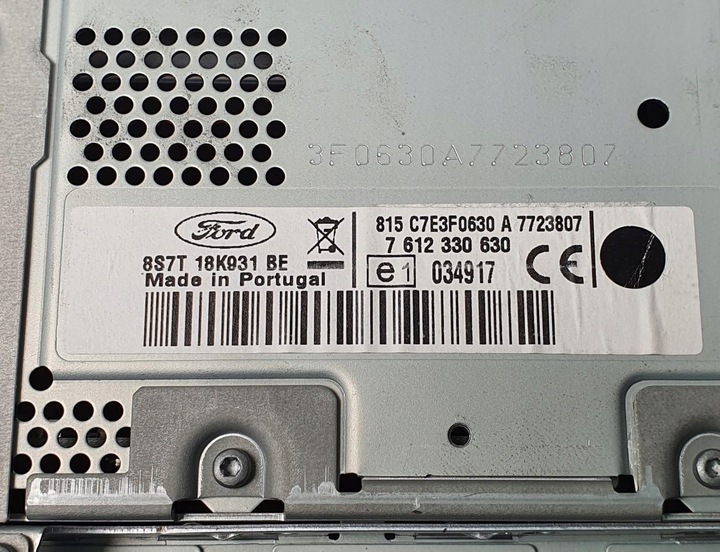 3F0630A7723807
Ford
8S7T 18K931 BE
Made in Portugal
815 C7E3F0630 A 7723807
7 612 330 630
e1 034917 CE